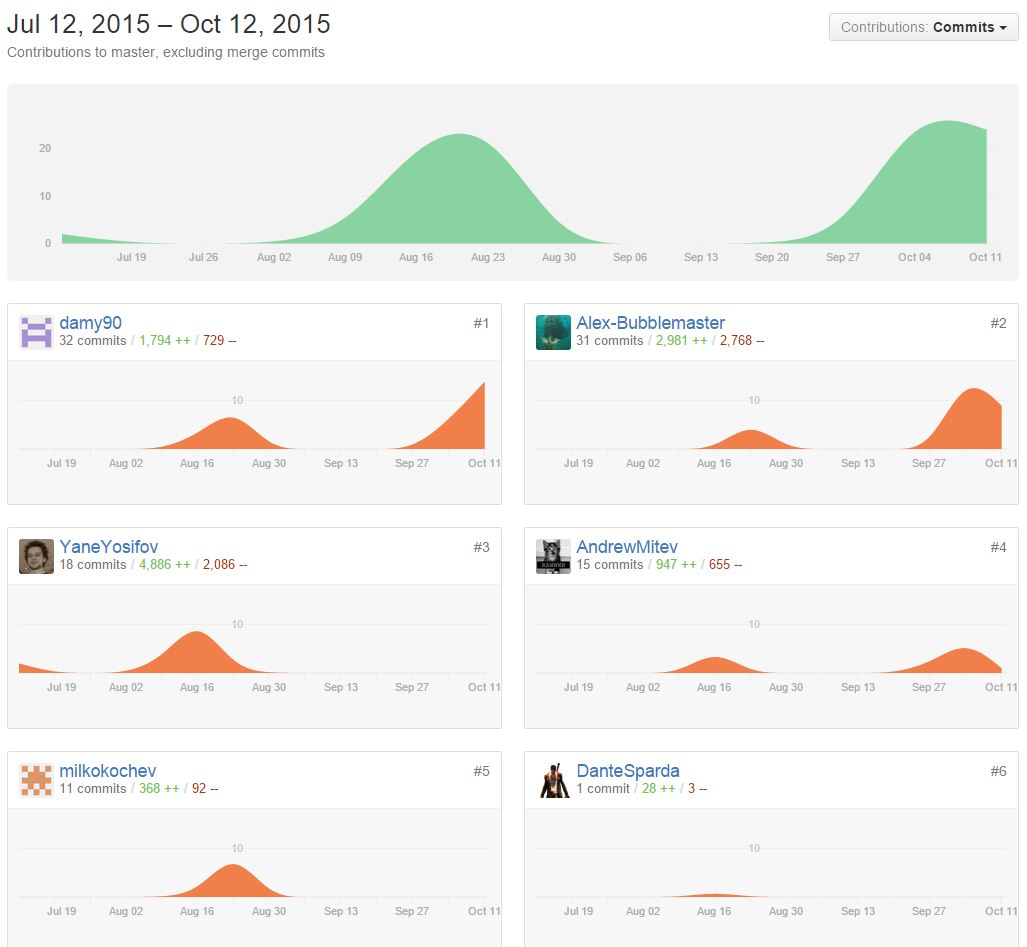 Jul 12, 2015 – Oct 12, 2015
Contributions: Commits
Contributions to master, excluding merge commits
20
10
0
Jul 19 Jul 26 Aug 02 Aug 09 Aug 16 Aug 23 Aug 30 Sep 06 Sep 13 Sep 20 Sep 27 Oct 04 Oct 11
damy90 #1
32 commits / 1,794 ++ / 729 --
10
Jul 19 Aug 02 Aug 16 Aug 30 Sep 13 Sep 27 Oct 11
Alex-Bubblemaster #2
31 commits / 2,981 ++ / 2,768 --
10
Jul 19 Aug 02 Aug 16 Aug 30 Sep 13 Sep 27 Oct 11
YaneYosifov #3
18 commits / 4,886 ++ / 2,086 --
10
Jul 19 Aug 02 Aug 16 Aug 30 Sep 13 Sep 27 Oct 11
AndrewMitev #4
15 commits / 947 ++ / 655 --
10
Jul 19 Aug 02 Aug 16 Aug 30 Sep 13 Sep 27 Oct 11
milkokochev #5
11 commits / 368 ++ / 92 --
10
Jul 19 Aug 02 Aug 16 Aug 30 Sep 13 Sep 27 Oct 11
DanteSparda #6
1 commit / 28 ++ / 3 --
10
Jul 19 Aug 02 Aug 16 Aug 30 Sep 13 Sep 27 Oct 11